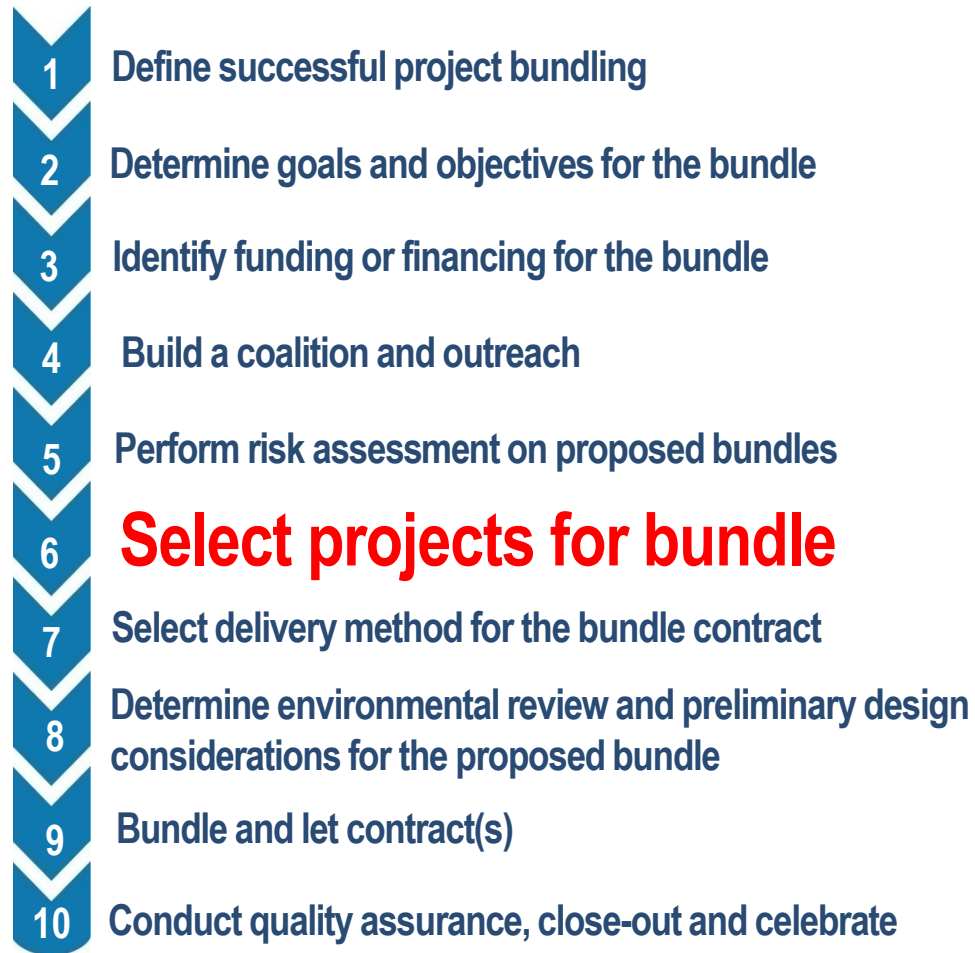 1 Define successful project bundling
2 Determine goals and objectives for the bundle
3 Identify funding or financing for the bundle
4 Build a coalition and outreach
5 Perform risk assessment on proposed bundles
6 Select projects for bundle
7 Select delivery method for the bundle contract
8 Determine environmental review and preliminary design
considerations for the proposed bundle
9 Bundle and let contract(s)
10 Conduct quality assurance, close-out and celebrate